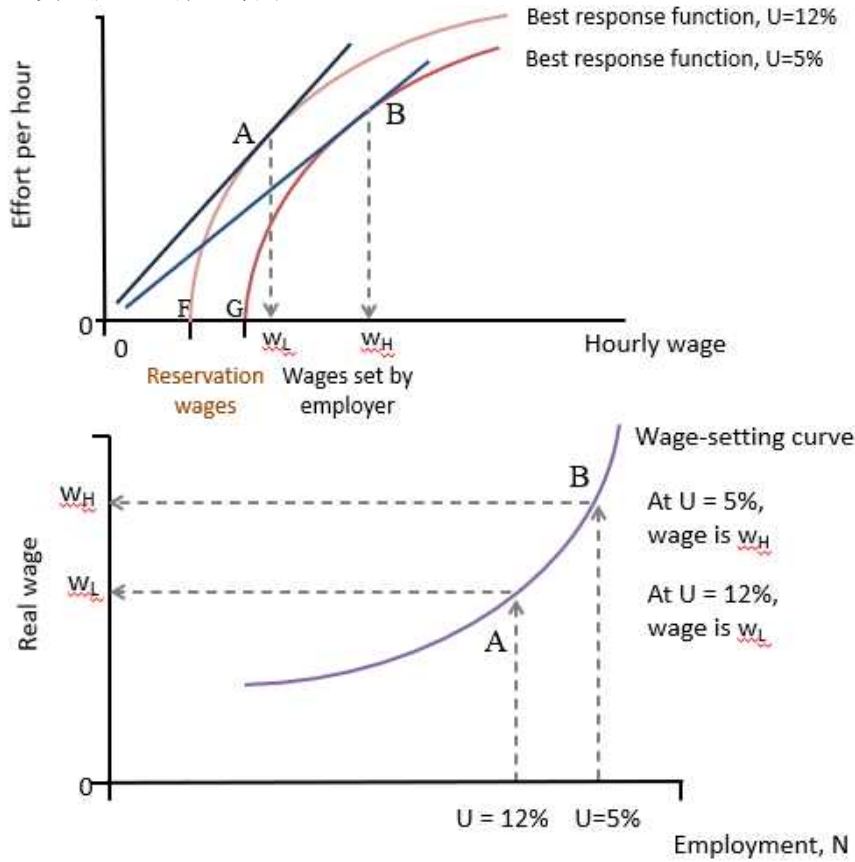 Best response function, U=12%
Best response function, U=5%
Effort per hour
A
B
F
G
0
0
wL
wH
Hourly wage
Reservation
wages
Wages set by
employer
Wage-setting curve
B
wH
At U = 5%,
wage is wH
Real wage
wL
At U = 12%,
wage is wL
A
0
U = 12%
U=5%
Employment, N